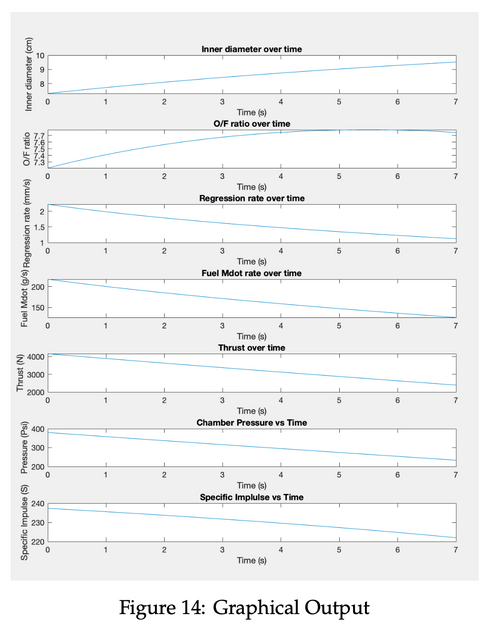 Inner diameter over time
Inner diameter (cm)
10
9
8
0 1 2 3 4 5 6 7
Time (s)
O/F ratio over time
O/F ratio
7.7
7.6
7.5
7.4
7.3
0 1 2 3 4 5 6 7
Time (s)
Regression rate over time
Regression rate (mm/s)
2
1.5
1
0 1 2 3 4 5 6 7
Time (s)
Fuel Mdot rate over time
Fuel Mdot (g/s)
200
150
0 1 2 3 4 5 6 7
Time (s)
Thrust over time
Thrust (N)
4000
3000
2000
0 1 2 3 4 5 6 7
Time (s)
Chamber Pressure vs Time
Pressure (Psi)
400
300
200
0 1 2 3 4 5 6 7
Time (s)
Specific Implulse vs Time
Specific Impulse (S)
240
230
220
0 1 2 3 4 5 6 7
Time (s)
Figure 14: Graphical Output